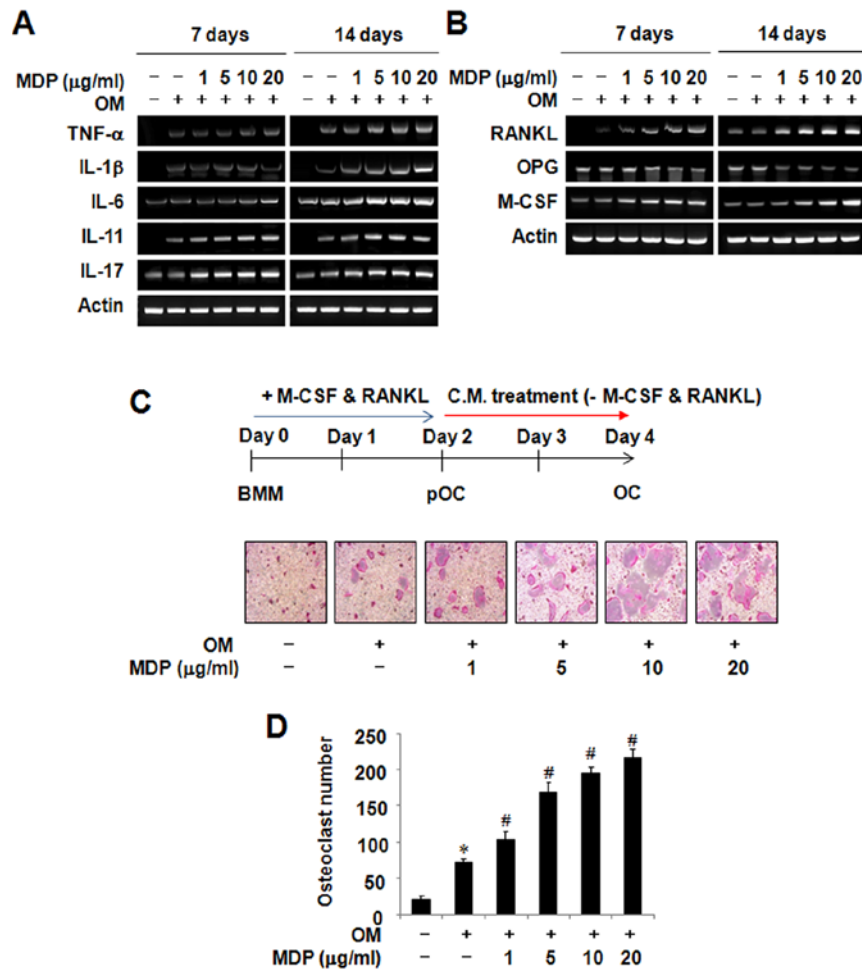 A
7 days 14 days
MDP (μg/ml) – – 1 5 10 20 – – 1 5 10 20
OM – + + + + + – + + + + +
TNF-α
IL-1β
IL-6
IL-11
IL-17
Actin
B
7 days 14 days
MDP (μg/ml) – – 1 5 10 20 – – 1 5 10 20
OM – + + + + + – + + + + +
RANKL
OPG
M-CSF
Actin
C
+ M-CSF & RANKL C.M. treatment (- M-CSF & RANKL)
Day 0 Day 1 Day 2 Day 3 Day 4
BMM pOC OC
OM – + + + + +
MDP (μg/ml) – – 1 5 10 20
D
Osteoclast number
250
200
150
100
50
0
* # # # #
OM – + + + + +
MDP (μg/ml) – – 1 5 10 20